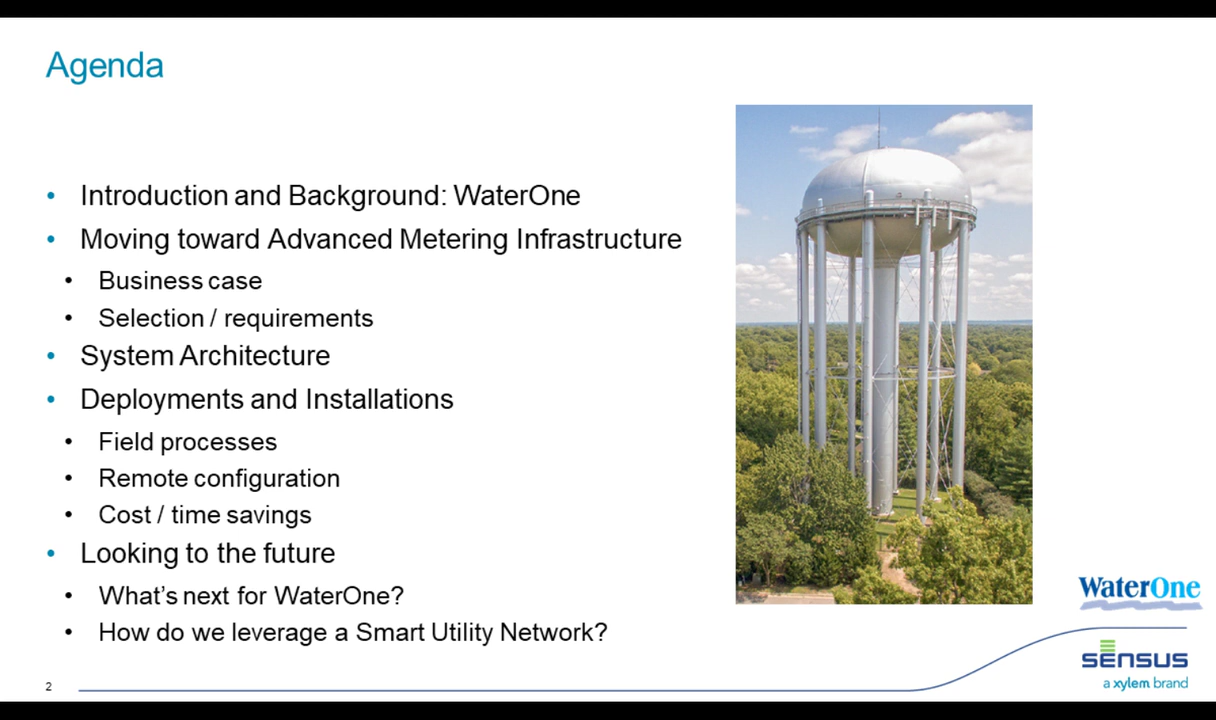 Agenda
• Introduction and Background: WaterOne
• Moving toward Advanced Metering Infrastructure
• Business case
• Selection / requirements
• System Architecture
• Deployments and Installations
• Field processes
• Remote configuration
• Cost / time savings
• Looking to the future
• What’s next for WaterOne?
• How do we leverage a Smart Utility Network?
WaterOne
sensus
a xylem brand
2